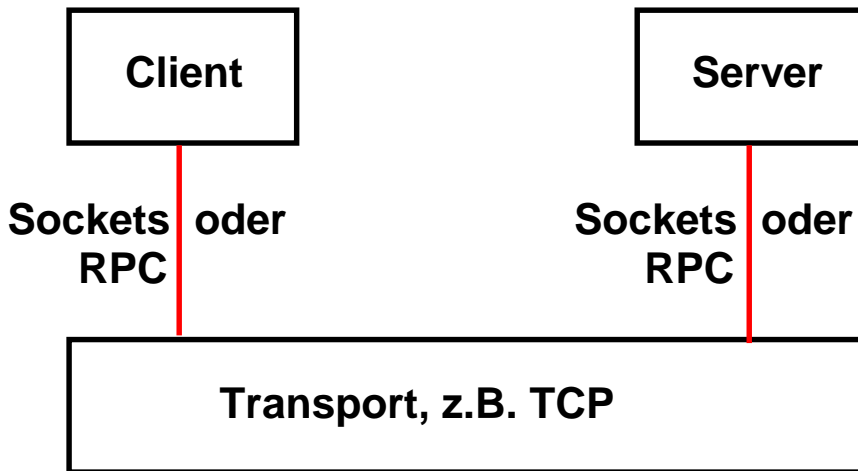 Client
Server
Sockets oder
RPC
Sockets oder
RPC
Transport, z.B. TCP